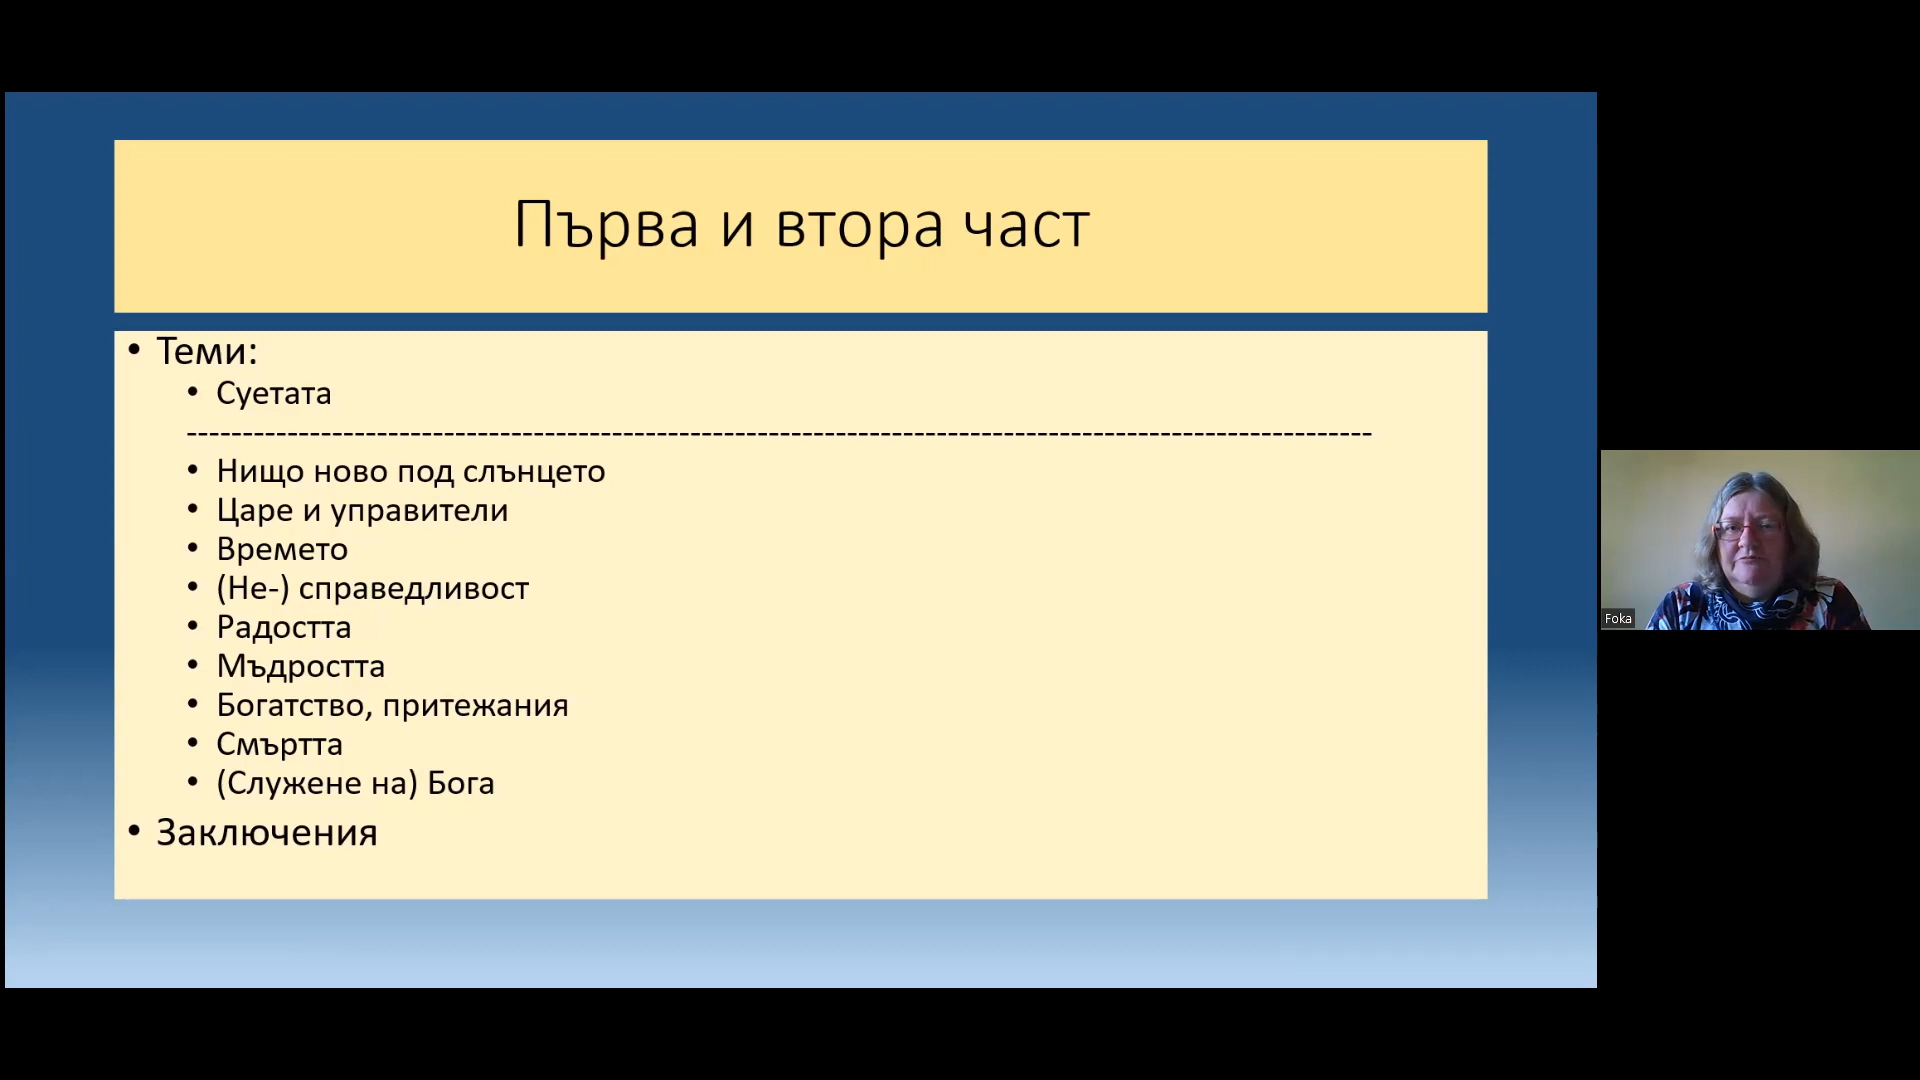 Първа и втора част
• Теми:
• Суетата
----------------------------------------------------------------------------------------------------------
• Нищо ново под слънцето
• Царе и управители
• Времето
• (Не-) справедливост
• Радостта
• Мъдростта
• Богатство, притежания
• Смъртта
• (Служене на) Бога
• Заключения
Foka